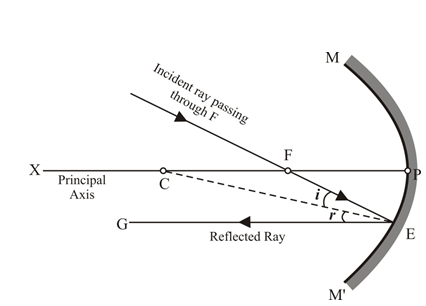 M
Incident ray passing
through F
F
X
P
Principal
Axis
C
i
r
G
E
Reflected Ray
M'